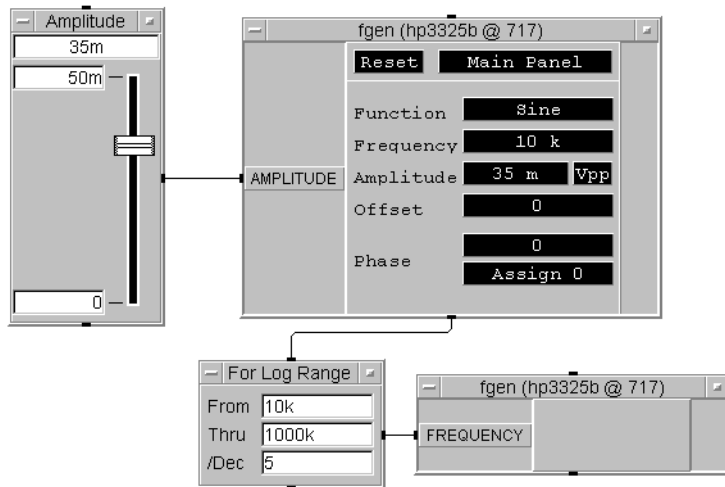 Amplitude
35m
50m
0
fgen (hp3325b @ 717)
Reset Main Panel
AMPLITUDE
Function Sine
Frequency 10 k
Amplitude 35 m Vpp
Offset 0
Phase 0
Assign 0
For Log Range
From 10k
Thru 1000k
/Dec 5
fgen (hp3325b @ 717)
FREQUENCY